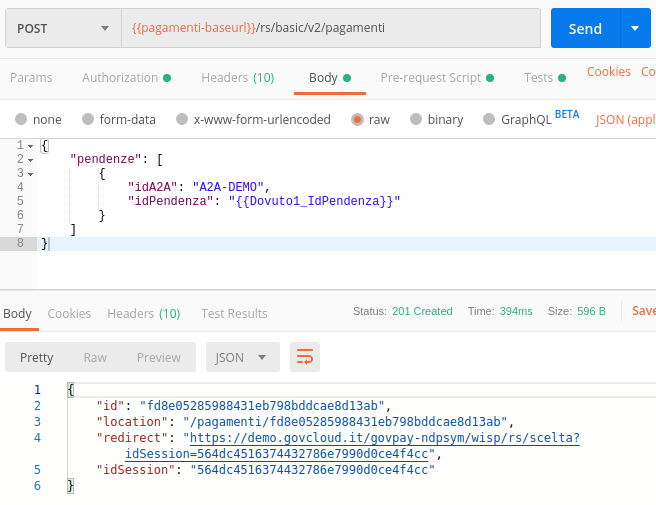 POST {{pagamenti-baseurl}}/rs/basic/v2/pagamenti Send
Params Authorization Headers (10) Body Pre-request Script Tests Cookies Co
none form-data x-www-form-urlencoded raw binary GraphQL BETA JSON (appl
1 {
2 "pendenze": [
3 {
4 "idA2A": "A2A-DEMO",
5 "idPendenza": "{{Dovuto1_IdPendenza}}"
6 }
7 ]
8 }
Body Cookies Headers (10) Test Results Status: 201 Created Time: 394ms Size: 596 B Save
Pretty Raw Preview JSON
1 {
2 "id": "fd8e05285988431eb798bddcae8d13ab",
3 "location": "/pagamenti/fd8e05285988431eb798bddcae8d13ab",
4 "redirect": "https://demo.govcloud.it/govpay-ndpsym/wisp/rs/scelta?
idSession=564dc4516374432786e7990d0ce4f4cc",
5 "idSession": "564dc4516374432786e7990d0ce4f4cc"
6 }